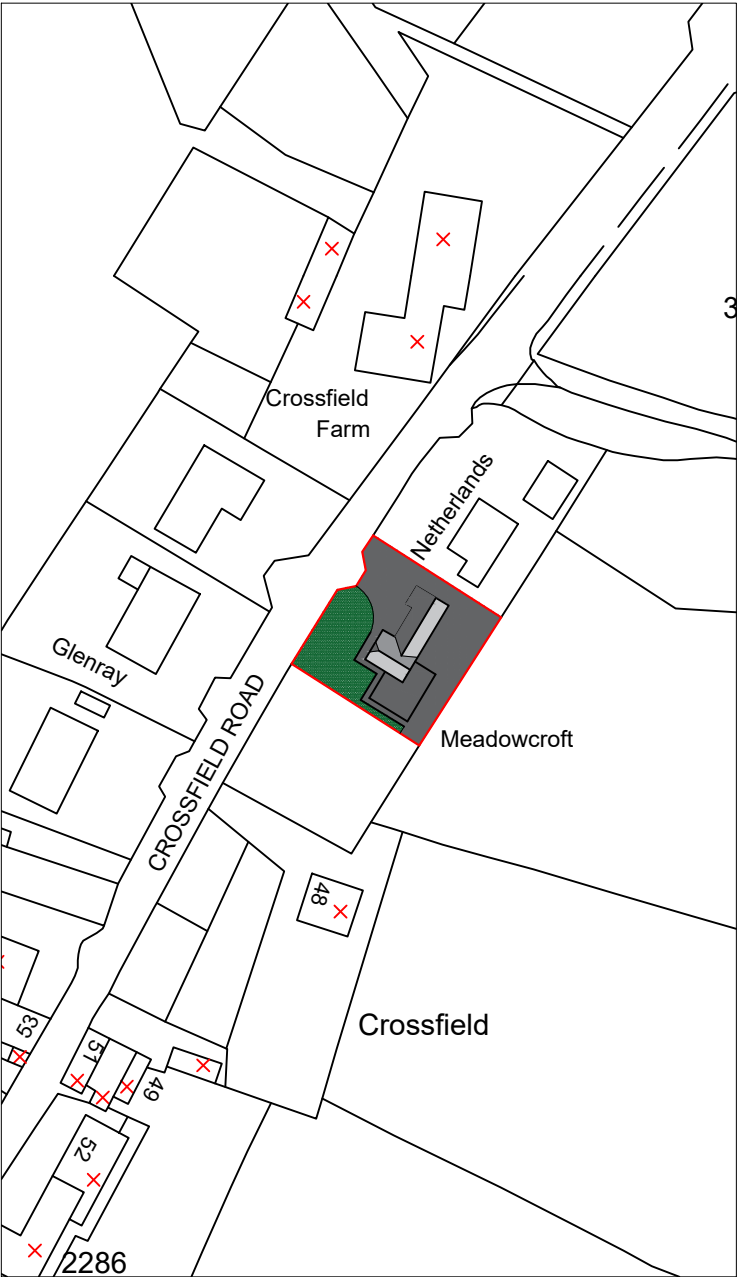 3
Crossfield
Farm
Netherlands
Glenray
CROSSFIELD ROAD
Meadowcroft
48
Crossfield
53
51
49
52
2286